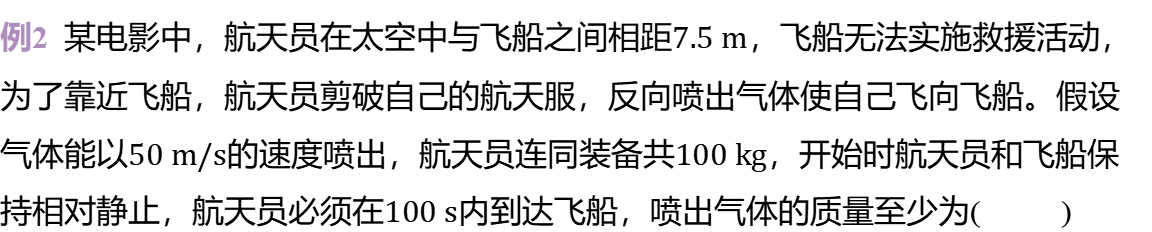 例2 某电影中，航天员在太空中与飞船之间相距7.5 m，飞船无法实施救援活动，
为了靠近飞船，航天员剪破自己的航天服，反向喷出气体使自己飞向飞船。假设
气体能以50 m/s的速度喷出，航天员连同装备共100 kg，开始时航天员和飞船保
持相对静止，航天员必须在100 s内到达飞船，喷出气体的质量至少为(　　)